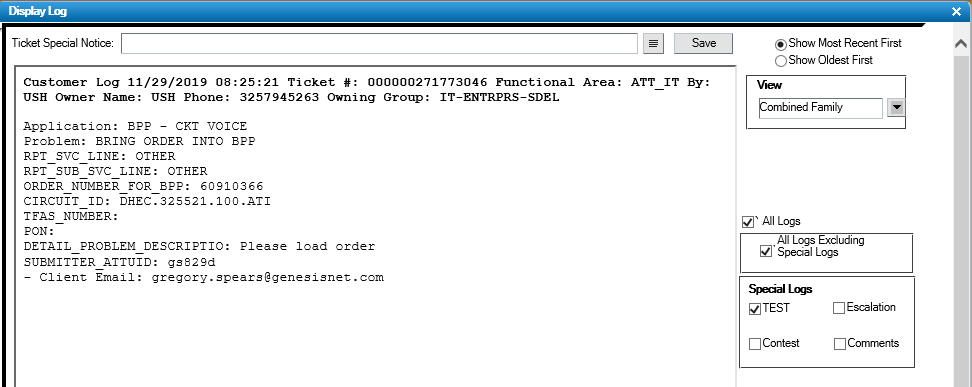 Display Log
Ticket Special Notice:
Save
Show Most Recent First
Show Oldest First
View
Combined Family
Customer Log 11/29/2019 08:25:21 Ticket #: 000000271773046 Functional Area: ATT_IT By:
USH Owner Name: USH Phone: 3257945263 Owning Group: IT-ENTRPRS-SDEL
Application: BPP - CKT VOICE
Problem: BRING ORDER INTO BPP
RPT_SVC_LINE: OTHER
RPT_SUB_SVC_LINE: OTHER
ORDER_NUMBER_FOR_BPP: 60910366
CIRCUIT_ID: DHEC.325521.100.ATI
TFAS_NUMBER:
PON:
DETAIL_PROBLEM_DESCRIPTIO: Please load order
SUBMITTER_ATTUID: gs829d
- Client Email: gregory.spears@genesisnet.com
All Logs
All Logs Excluding
Special Logs
Special Logs
TEST
Escalation
Contest
Comments